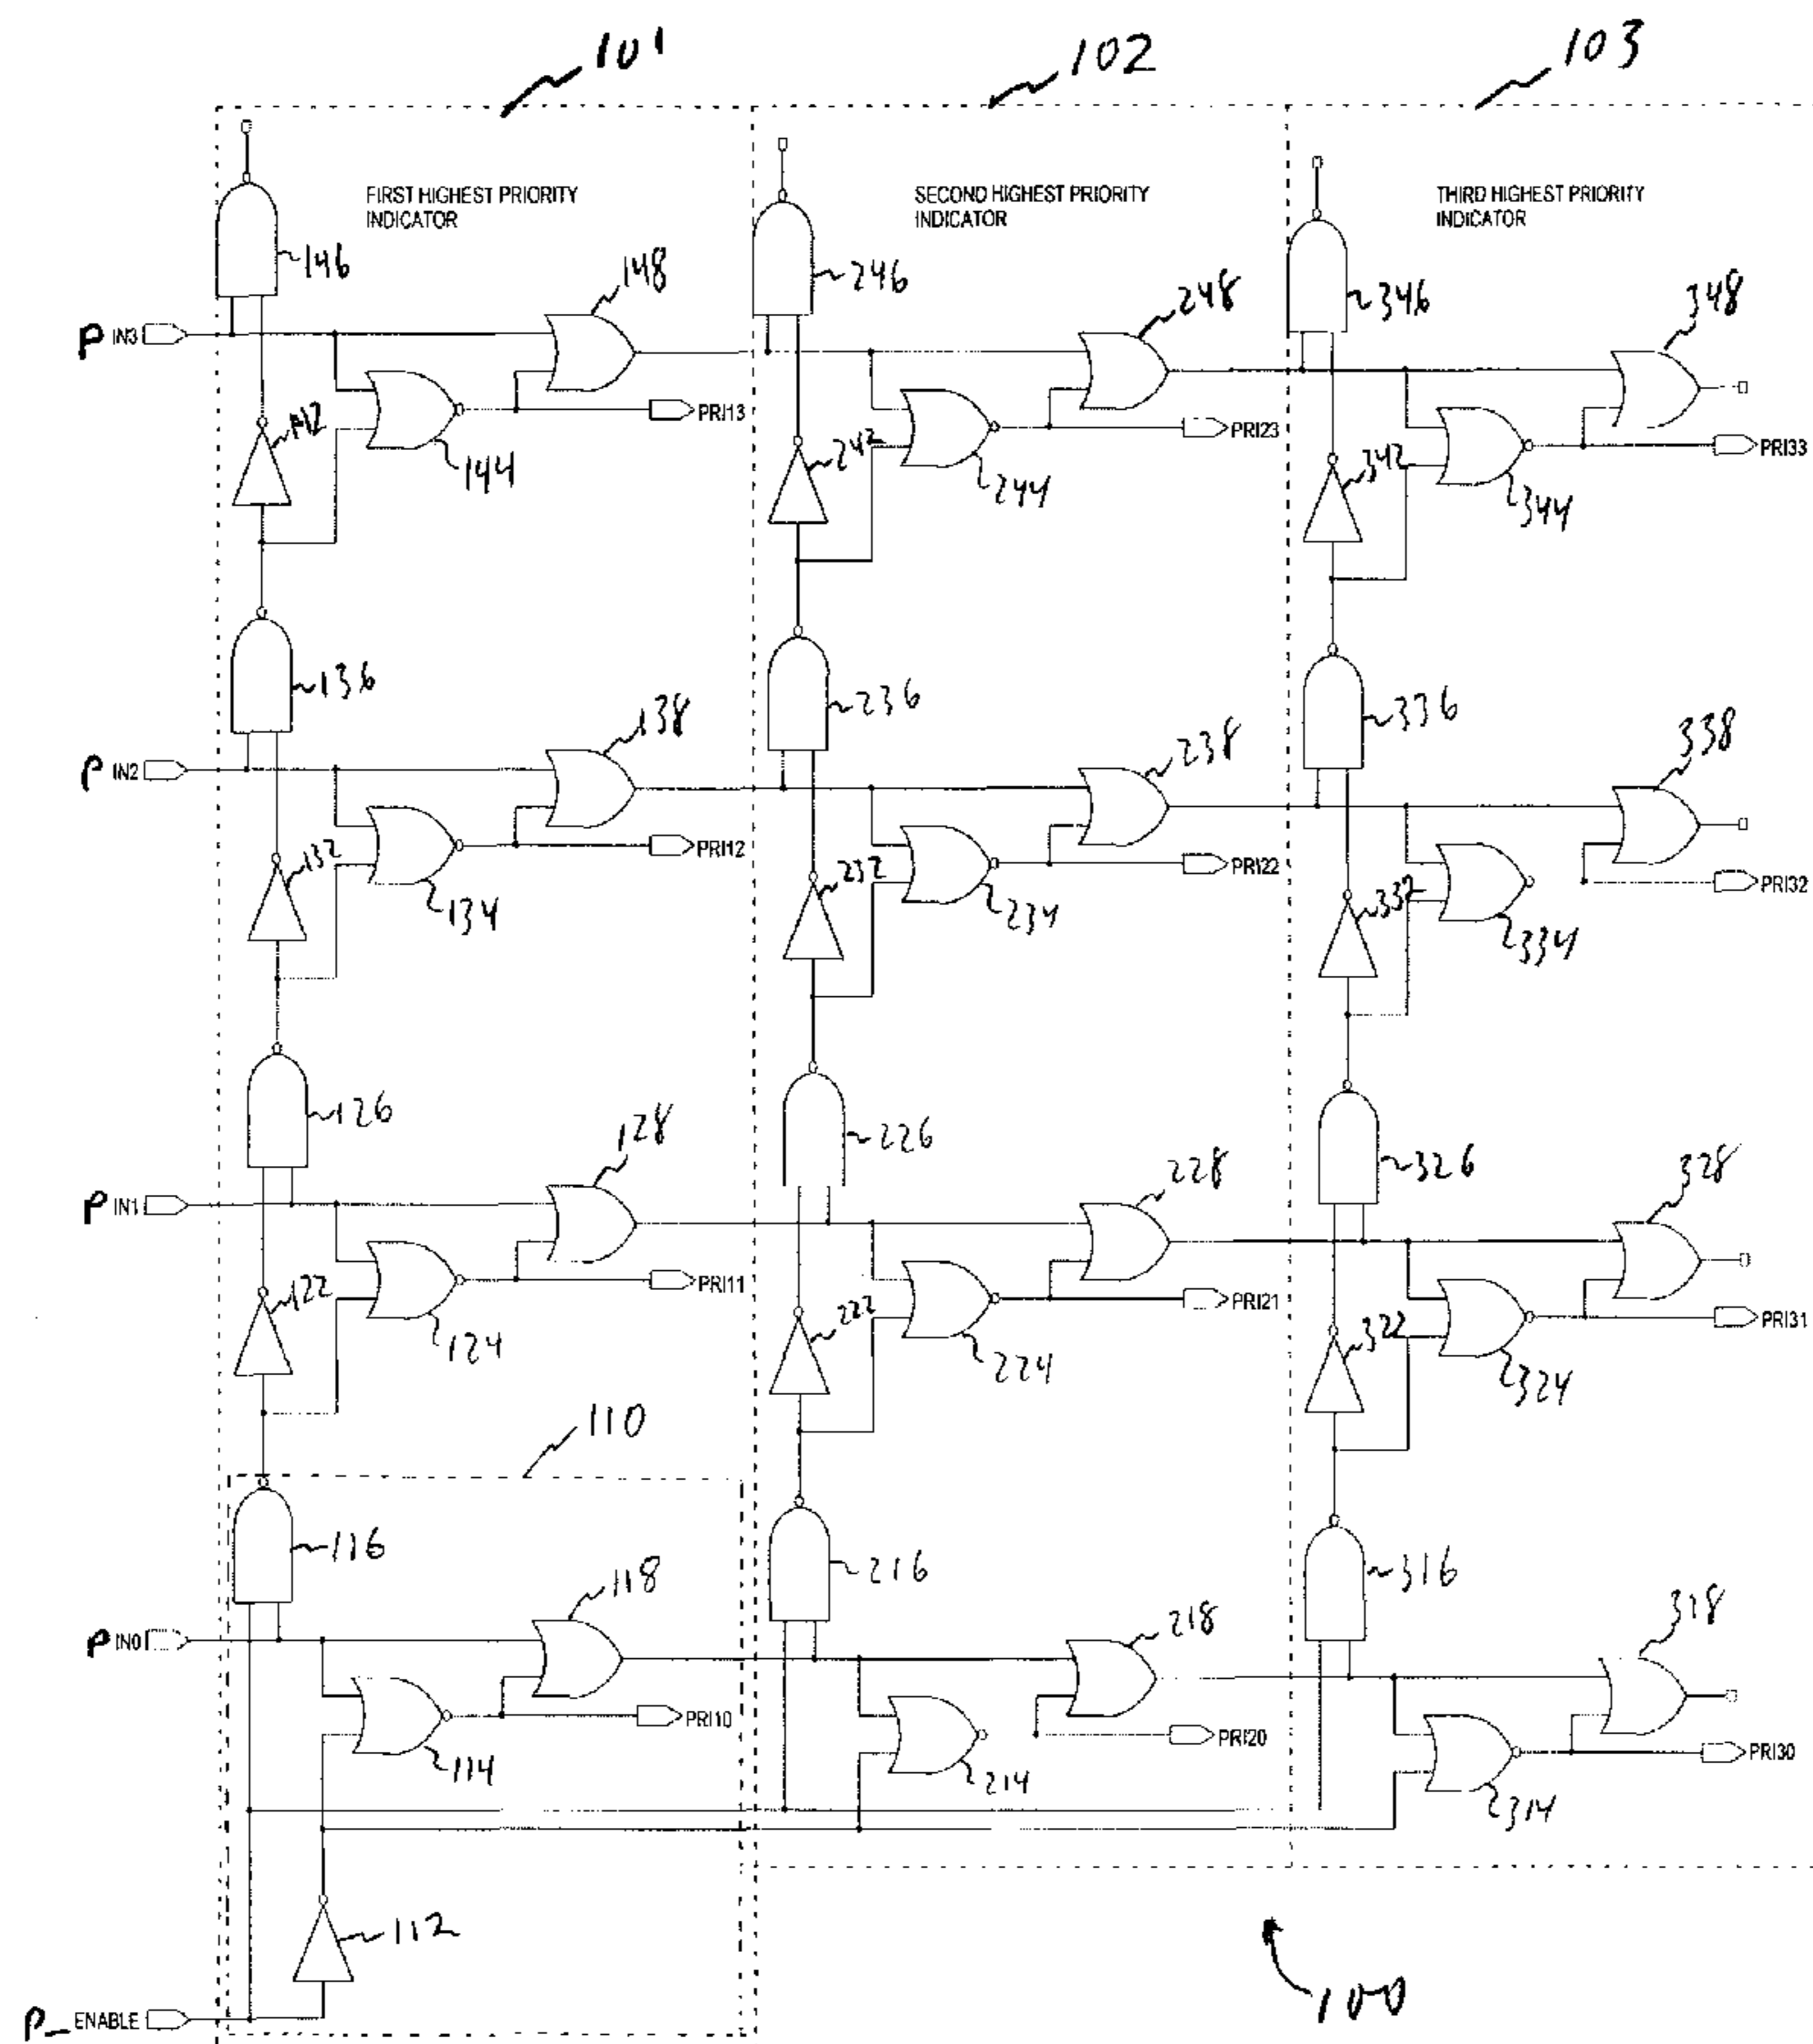 101
102
103
FIRST HIGHEST PRIORITY
INDICATOR
SECOND HIGHEST PRIORITY
INDICATOR
THIRD HIGHEST PRIORITY
INDICATOR
146
148
246
248
346
348
P IN3
PRI13
PRI23
PRI33
142
144
242
244
342
344
136
138
236
238
336
338
P IN2
PRI12
PRI22
PRI32
132
134
232
234
332
334
126
128
226
228
326
328
P IN1
PRI11
PRI21
PRI31
122
124
222
224
322
324
110
116
118
216
218
316
318
P IN0
PRI10
PRI20
PRI30
114
214
314
112
P_ENABLE
100